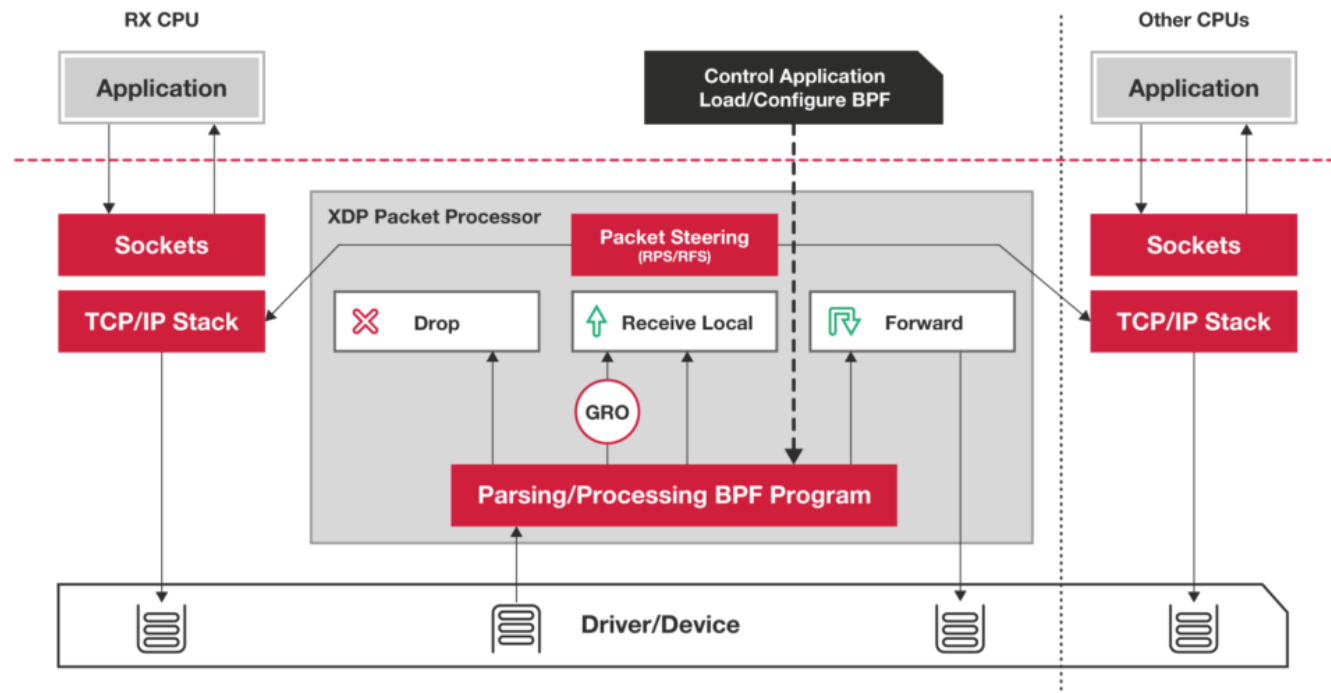 RX CPU
Other CPUs
Application
Control Application
Load/Configure BPF
Application
XDP Packet Processor
Sockets
Packet Steering
(RPS/RFS)
Sockets
TCP/IP Stack
Drop
Receive Local
Forward
TCP/IP Stack
GRO
Parsing/Processing BPF Program
Driver/Device